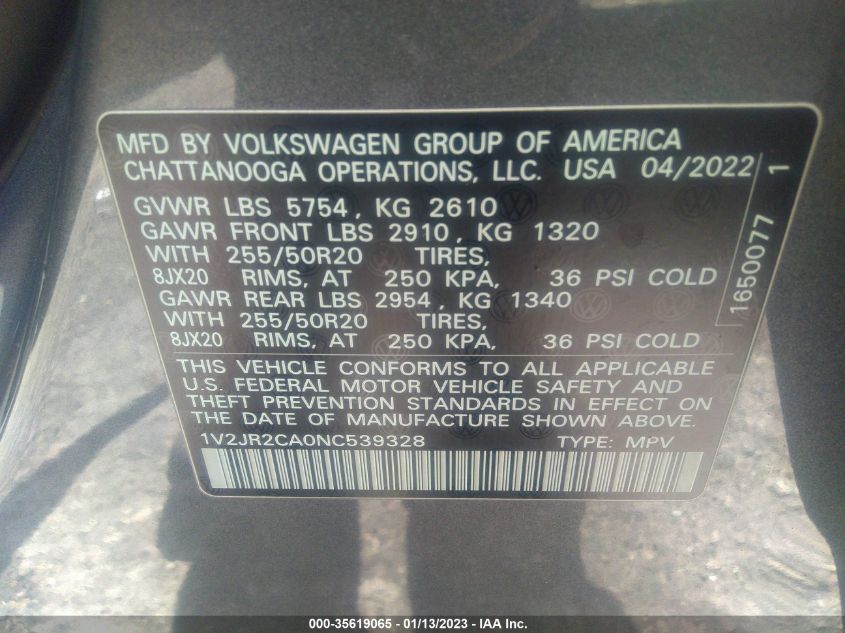 MFD BY VOLKSWAGEN GROUP OF AMERICA
CHATTANOOGA OPERATIONS, LLC. USA 04/2022
GVWR LBS 5754, KG 2610
GAWR FRONT LBS 2910, KG 1320
WITH 255/50R20 TIRES,
8JX20 RIMS, AT 250 KPA, 36 PSI COLD
GAWR REAR LBS 2954, KG 1340
WITH 255/50R20 TIRES,
8JX20 RIMS, AT 250 KPA, 36 PSI COLD
1650077 1
THIS VEHICLE CONFORMS TO ALL APPLICABLE
U.S. FEDERAL MOTOR VEHICLE SAFETY AND
THEFT PREVENTION STANDARDS IN EFFECT ON
THE DATE OF MANUFACTURE SHOWN ABOVE.
1V2JR2CA0NC539328 TYPE: MPV
000-35619065 - 01/13/2023 - IAA Inc.